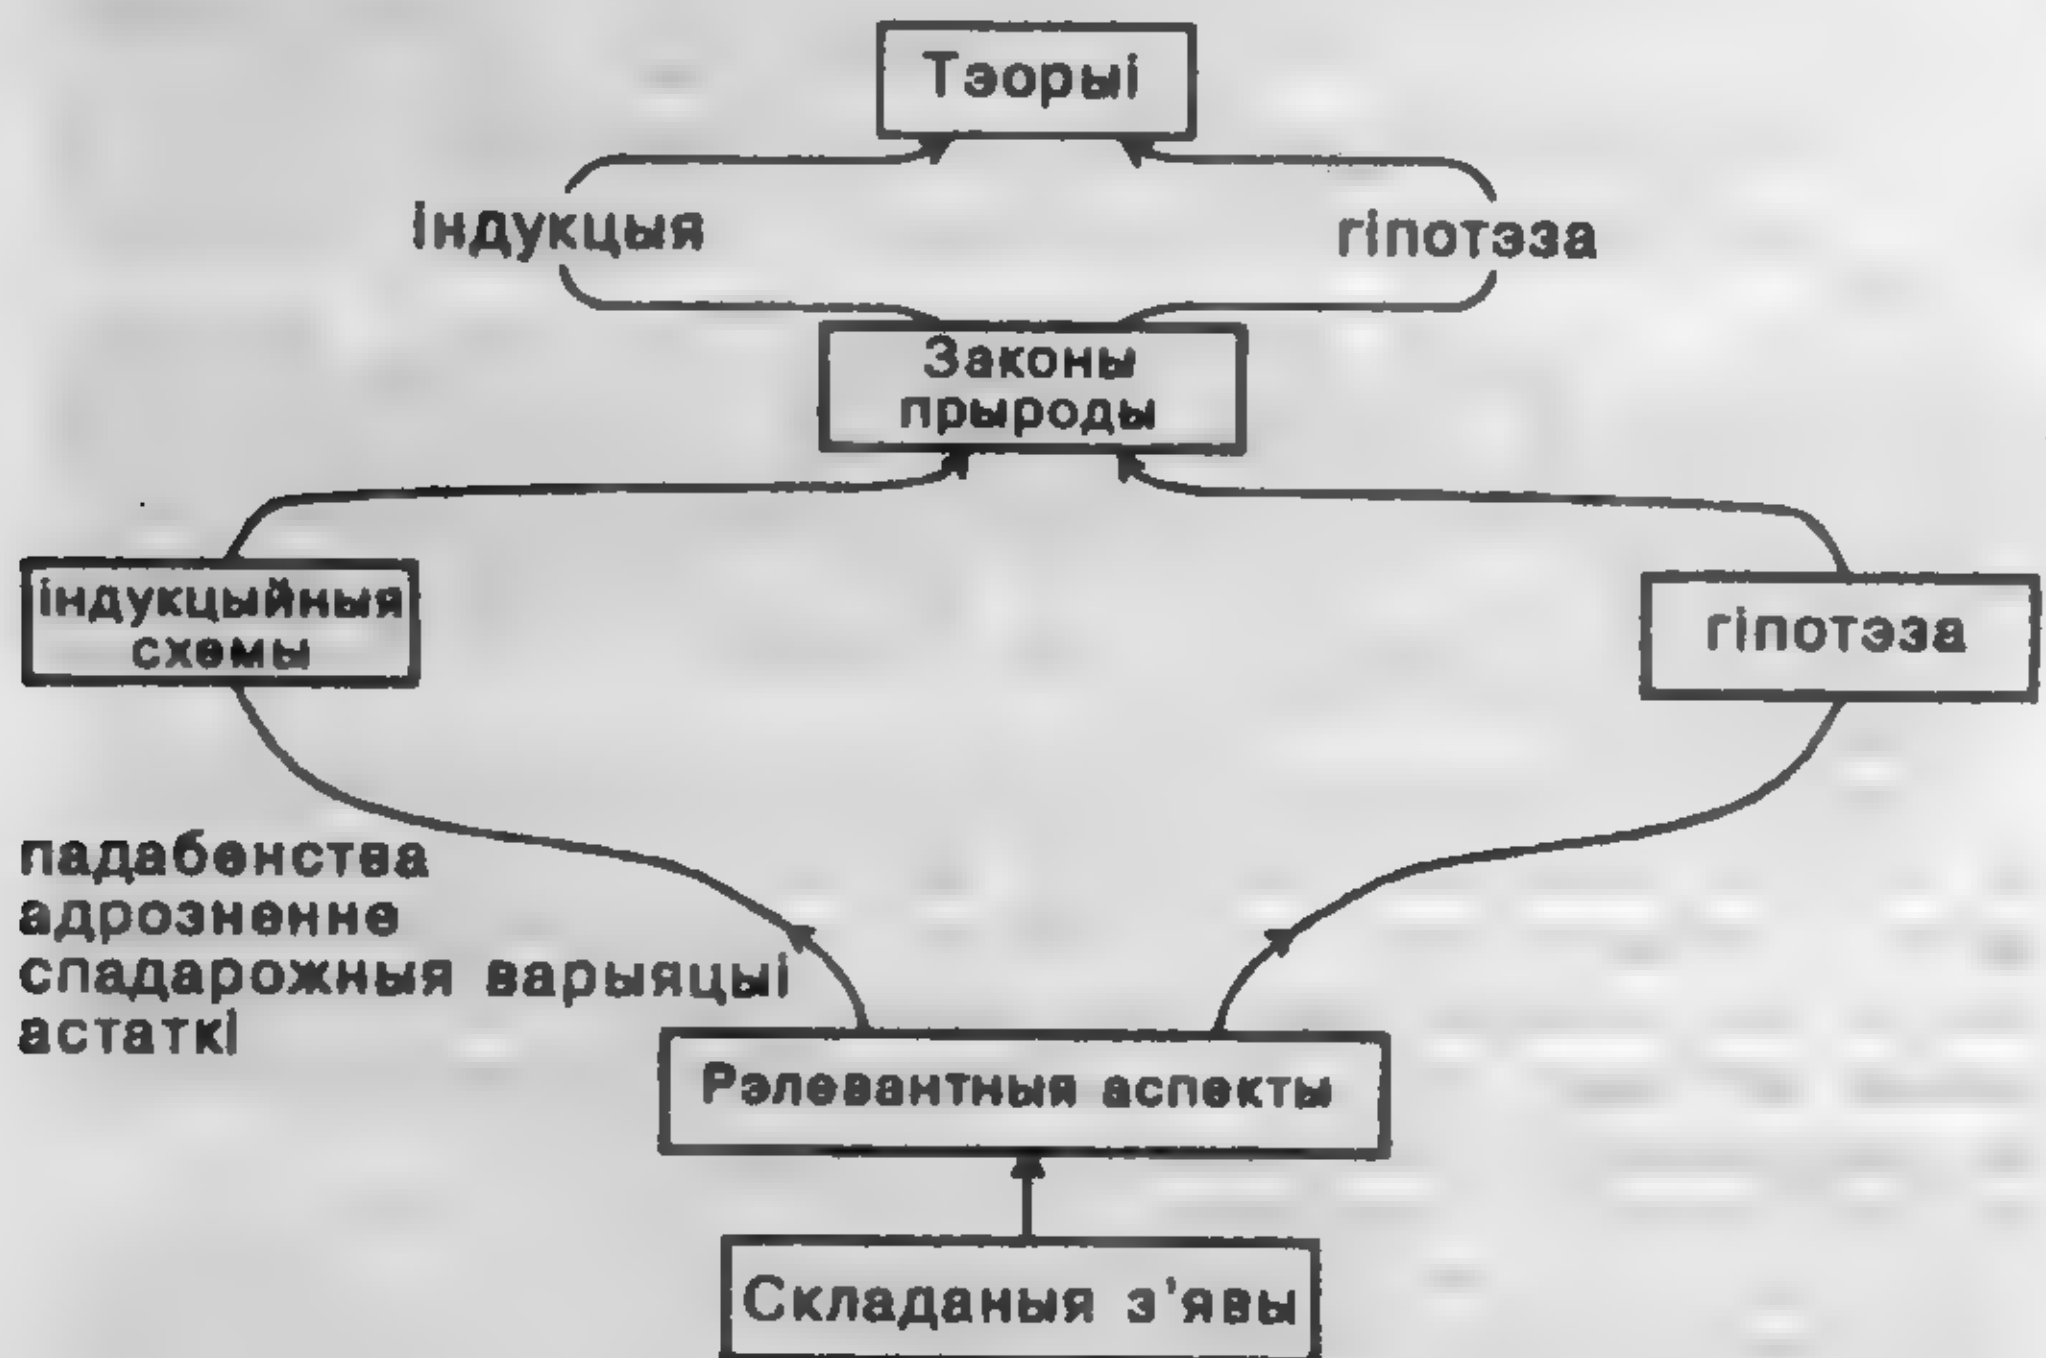 Тэорыі
індукцыя
гіпотэза
Законы
прыроды
індукцыйныя
схемы
гіпотэза
падабенства
адрозненне
спадарожныя варыяцыі
астаткі
Рэлевантныя аспекты
Складаныя з'явы